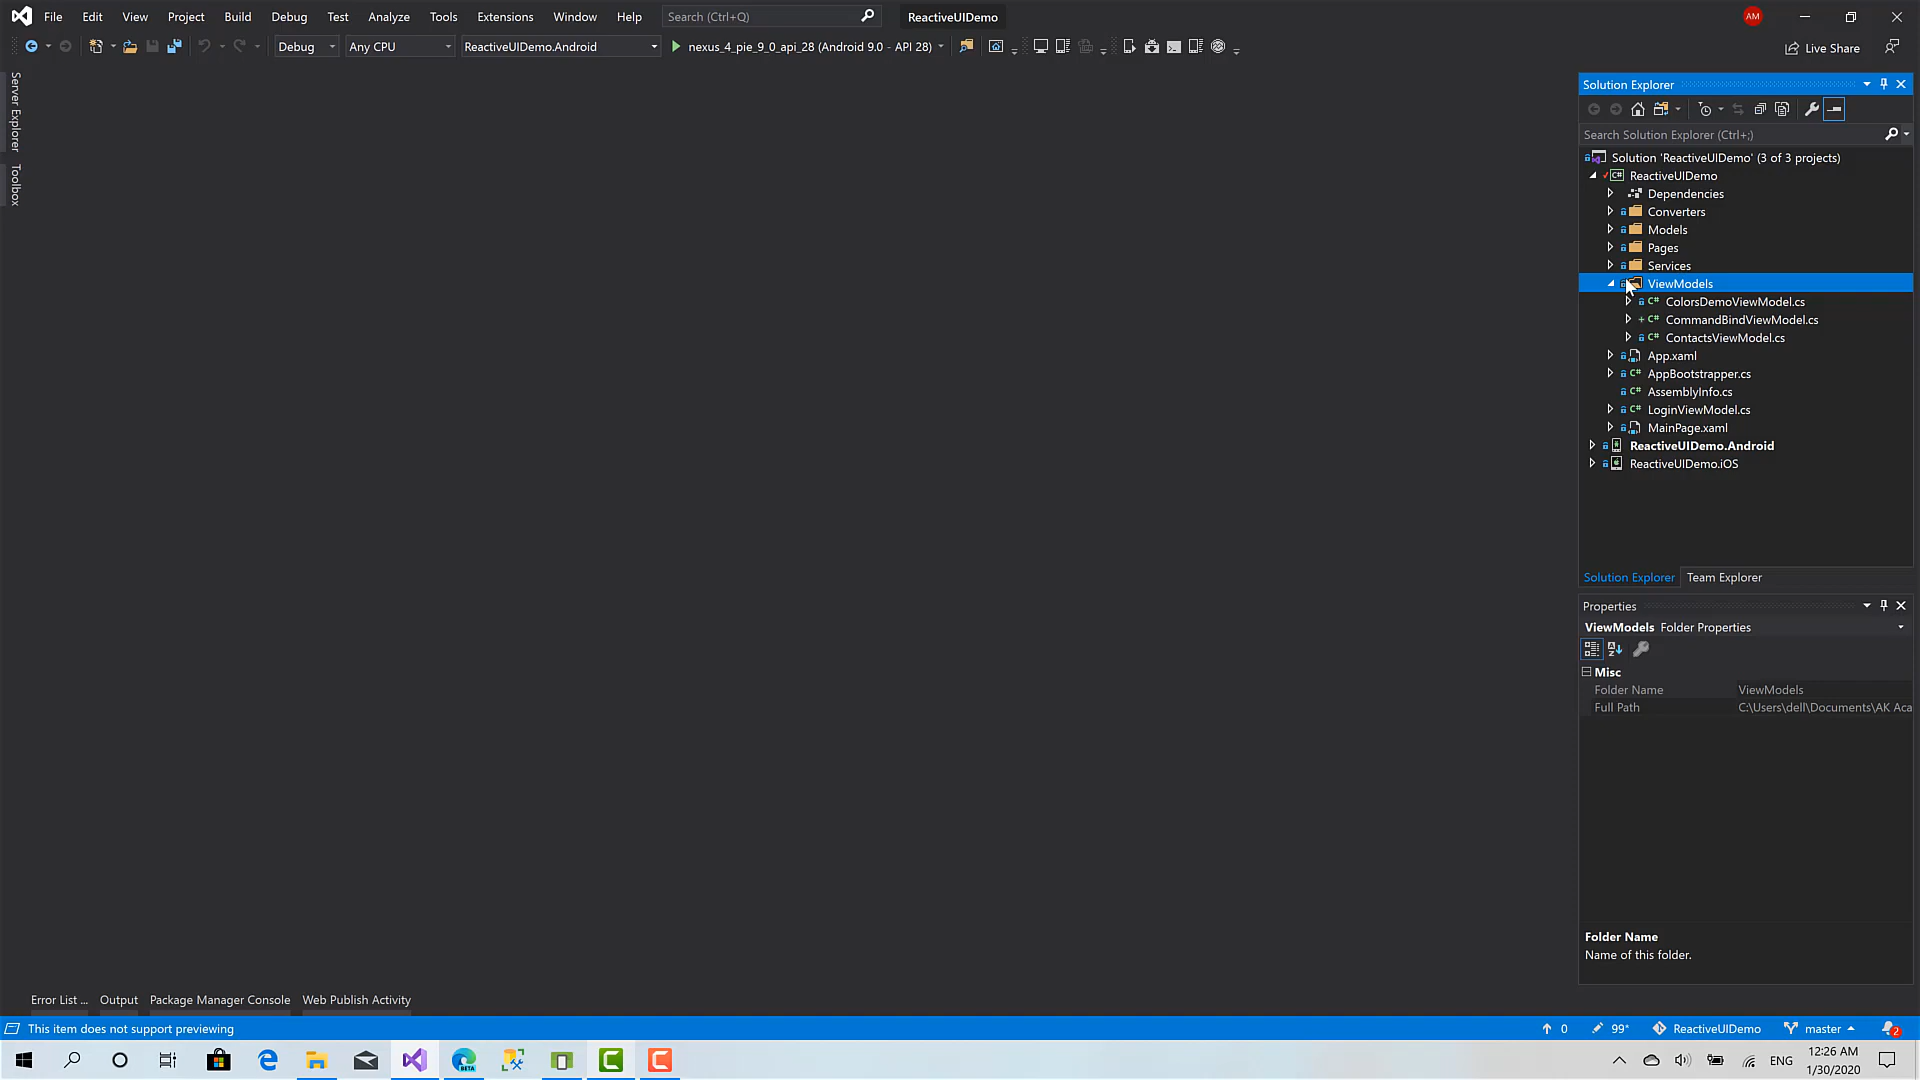 File Edit View Project Build Debug Test Analyze Tools Extensions Window Help Search (Ctrl+Q) ReactiveUIDemo AM
Debug Any CPU ReactiveUIDemo.Android nexus_4_pie_9_0_api_28 (Android 9.0 - API 28) Live Share
Server Explorer
Toolbox
Solution Explorer
Search Solution Explorer (Ctrl+;)
Solution 'ReactiveUIDemo' (3 of 3 projects)
C# ReactiveUIDemo
Dependencies
Converters
Models
Pages
Services
ViewModels
C# ColorsDemoViewModel.cs
+ C# CommandBindViewModel.cs
C# ContactsViewModel.cs
App.xaml
C# AppBootstrapper.cs
C# AssemblyInfo.cs
C# LoginViewModel.cs
MainPage.xaml
ReactiveUIDemo.Android
ReactiveUIDemo.iOS
Solution Explorer Team Explorer
Properties
ViewModels Folder Properties
Misc
Folder Name ViewModels
Full Path C:\Users\dell\Documents\AK Aca
Folder Name
Name of this folder.
Error List ... Output Package Manager Console Web Publish Activity
This item does not support previewing 0 99* ReactiveUIDemo master 2
BETA ENG 12:26 AM
1/30/2020